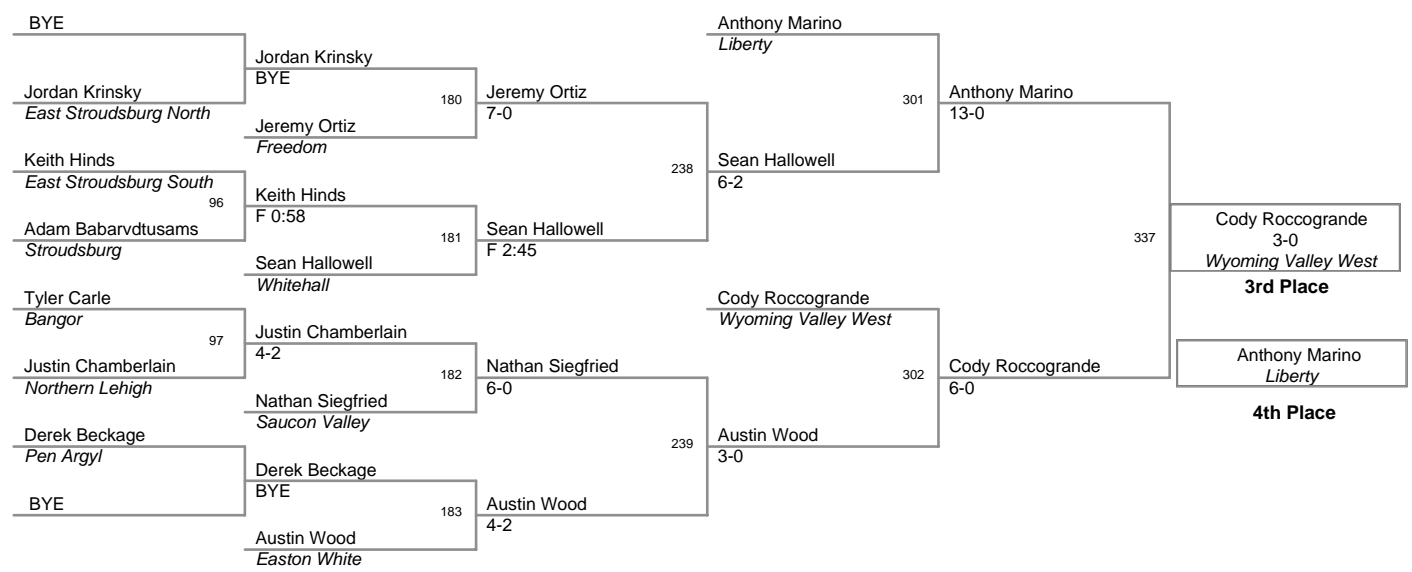 BYE
Jordan Krinsky
East Stroudsburg North
Keith Hinds
East Stroudsburg South
96
Adam Babarvdtusams
Stroudsburg
Tyler Carle
Bangor
97
Justin Chamberlain
Northern Lehigh
Derek Beckage
Pen Argyl
BYE
Jordan Krinsky
BYE
180
Jeremy Ortiz
Freedom
Keith Hinds
F 0:58
181
Sean Hallowell
Whitehall
Justin Chamberlain
4-2
182
Nathan Siegfried
Saucon Valley
Derek Beckage
BYE
183
Austin Wood
Easton White
Jeremy Ortiz
7-0
238
Sean Hallowell
F 2:45
Nathan Siegfried
6-0
239
Austin Wood
4-2
Anthony Marino
Liberty
301
Sean Hallowell
6-2
Cody Roccogrande
Wyoming Valley West
302
Austin Wood
3-0
Anthony Marino
13-0
337
Cody Roccogrande
6-0
Cody Roccogrande
3-0
Wyoming Valley West
3rd Place
Anthony Marino
Liberty
4th Place